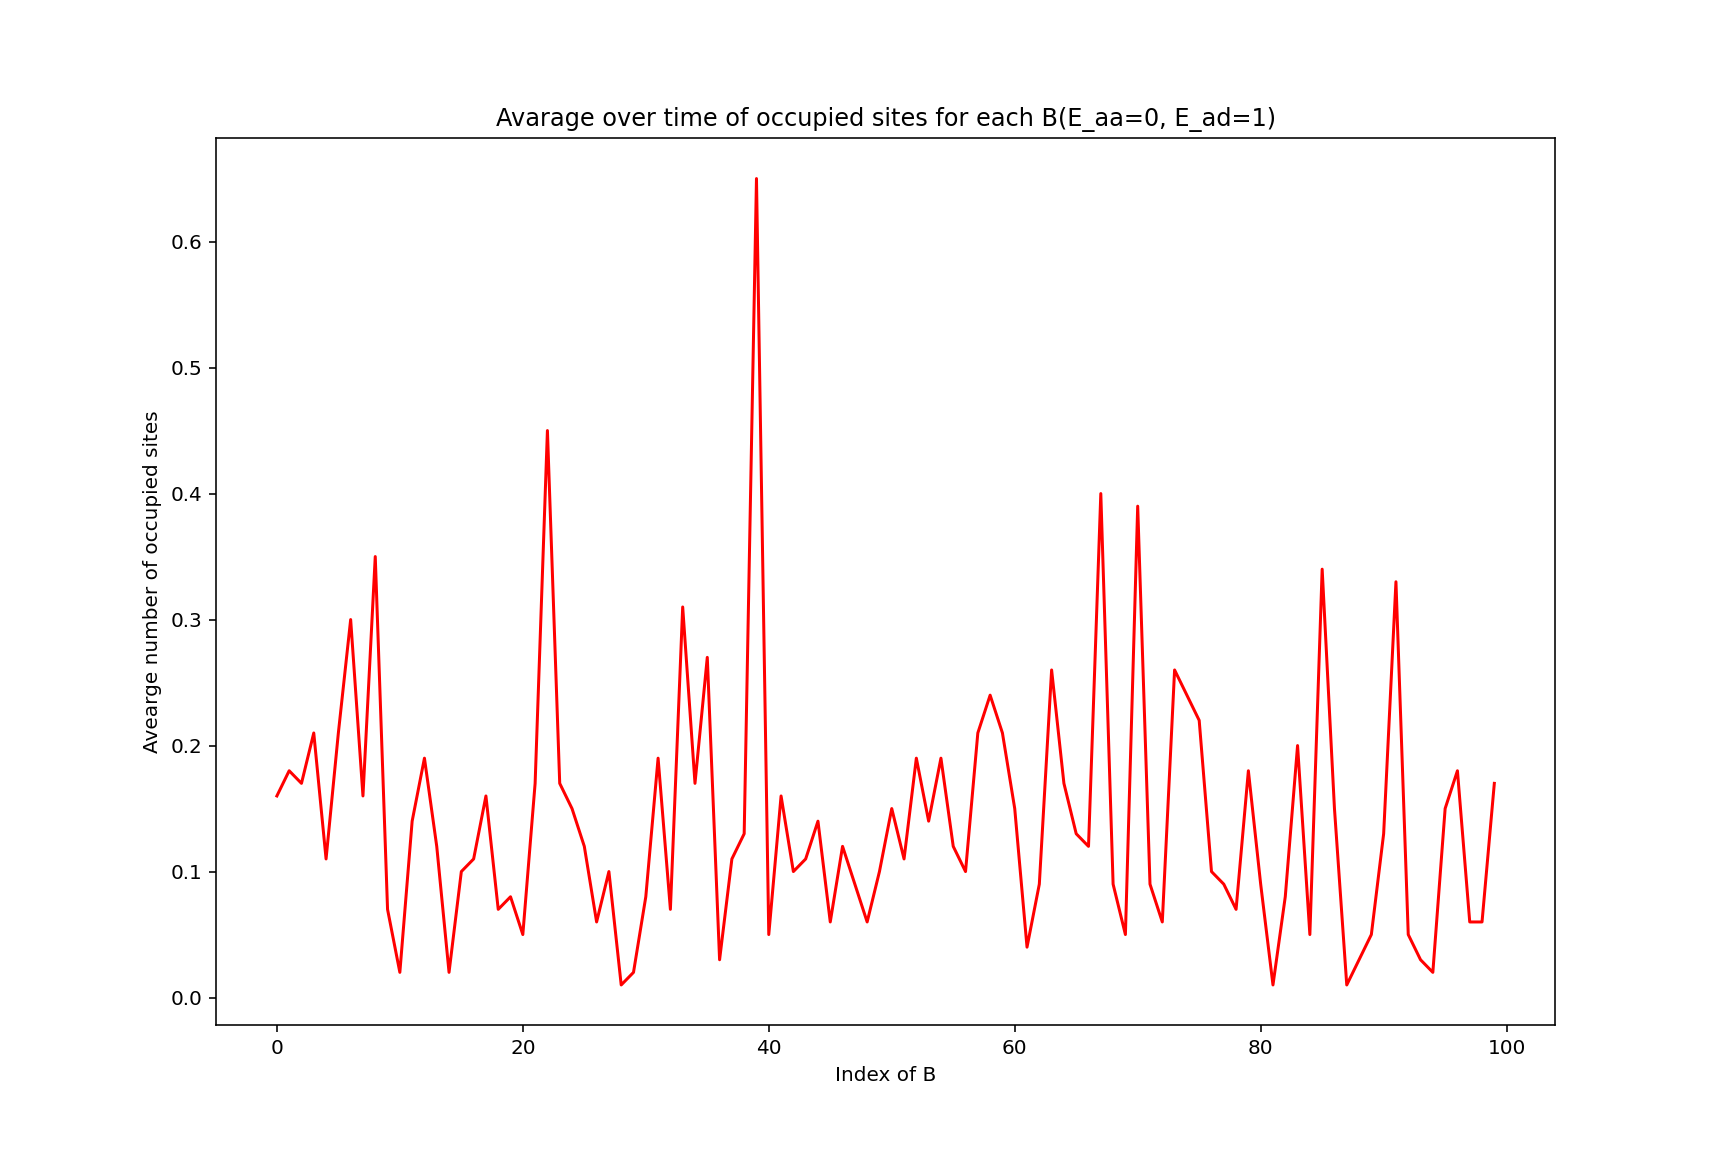 Avarage over time of occupied sites for each B(E_aa=0, E_ad=1)
Avearge number of occupied sites
0.6
0.5
0.4
0.3
0.2
0.1
0.0
0 20 40 60 80 100
Index of B